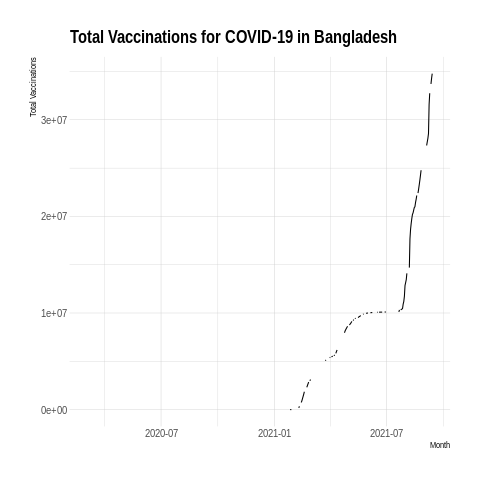 Total Vaccinations for COVID-19 in Bangladesh
Total Vaccinations
3e+07
2e+07
1e+07
0e+00
2020-07 2021-01 2021-07
Month